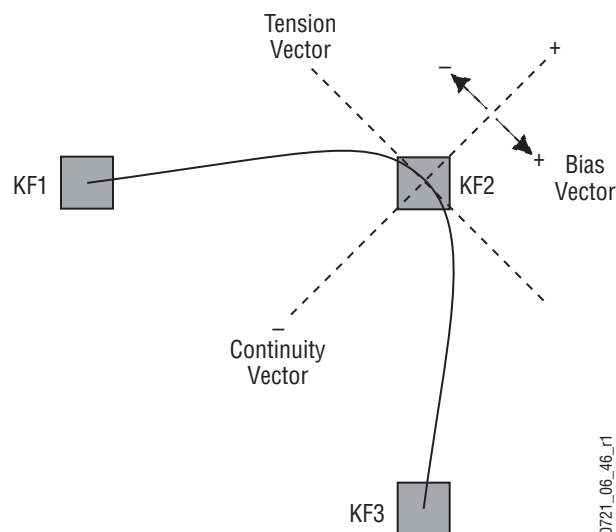 Tension
Vector
+
–
+
Bias
Vector
KF1
KF2
–
Continuity
Vector
KF3
0721_06_46_r1